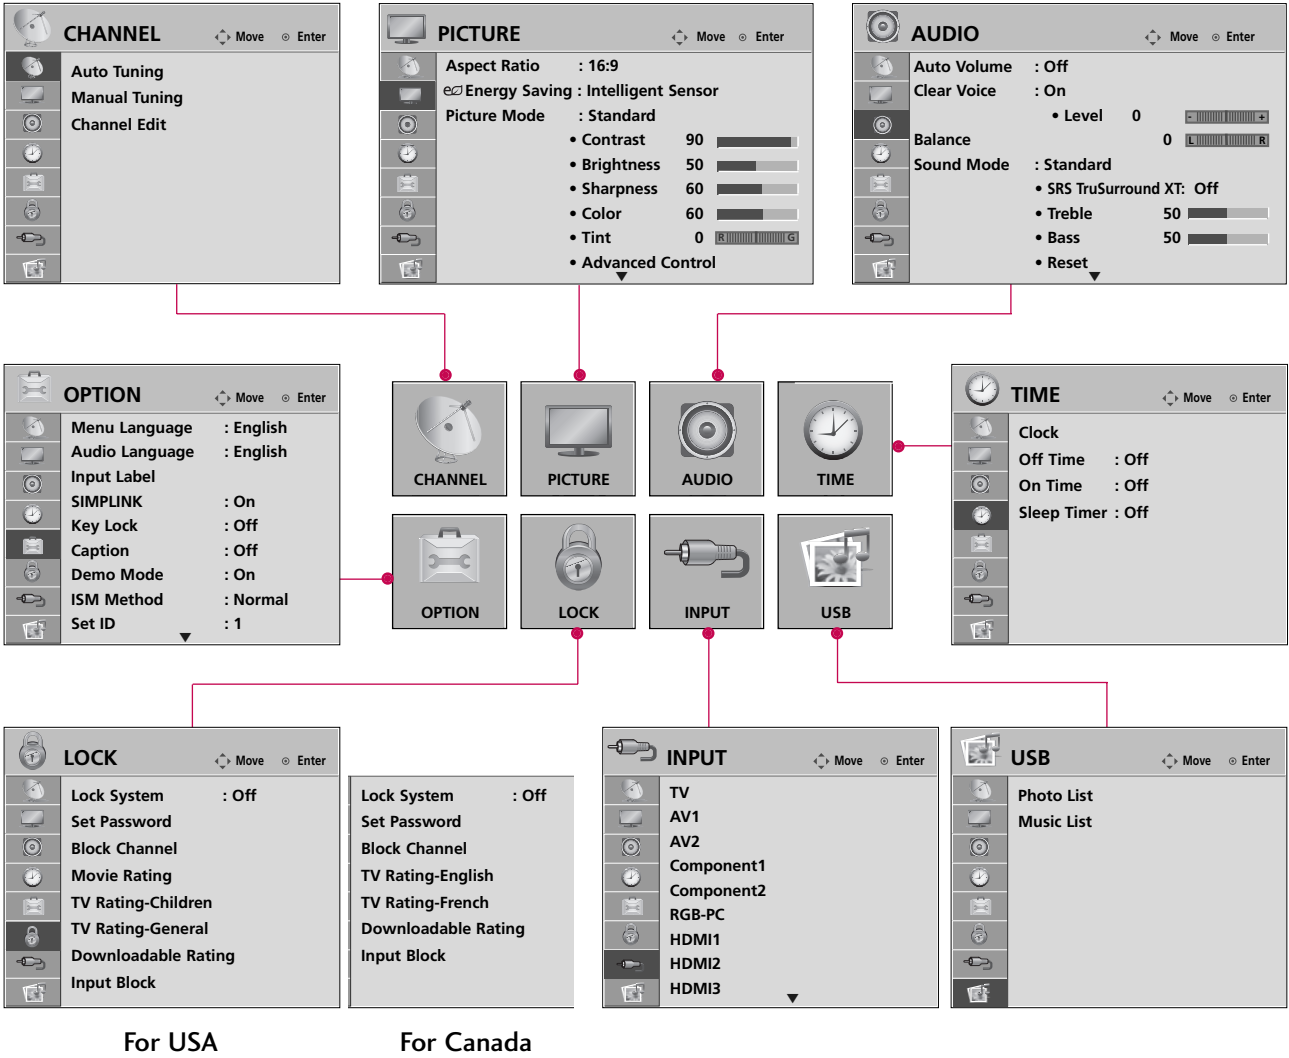 CHANNEL Move Enter
Auto Tuning
Manual Tuning
Channel Edit
PICTURE Move Enter
Aspect Ratio : 16:9
eco Energy Saving : Intelligent Sensor
Picture Mode : Standard
• Contrast 90
• Brightness 50
• Sharpness 60
• Color 60
• Tint 0 R G
• Advanced Control
AUDIO Move Enter
Auto Volume : Off
Clear Voice : On
• Level 0 - +
Balance 0 L R
Sound Mode : Standard
• SRS TruSurround XT: Off
• Treble 50
• Bass 50
• Reset
OPTION Move Enter
Menu Language : English
Audio Language : English
Input Label
SIMPLINK : On
Key Lock : Off
Caption : Off
Demo Mode : On
ISM Method : Normal
Set ID : 1
CHANNEL
PICTURE
AUDIO
TIME
OPTION
LOCK
INPUT
USB
TIME Move Enter
Clock
Off Time : Off
On Time : Off
Sleep Timer : Off
LOCK Move Enter
Lock System : Off
Set Password
Block Channel
Movie Rating
TV Rating-Children
TV Rating-General
Downloadable Rating
Input Block
For USA
Lock System : Off
Set Password
Block Channel
TV Rating-English
TV Rating-French
Downloadable Rating
Input Block
For Canada
INPUT Move Enter
TV
AV1
AV2
Component1
Component2
RGB-PC
HDMI1
HDMI2
HDMI3
USB Move Enter
Photo List
Music List